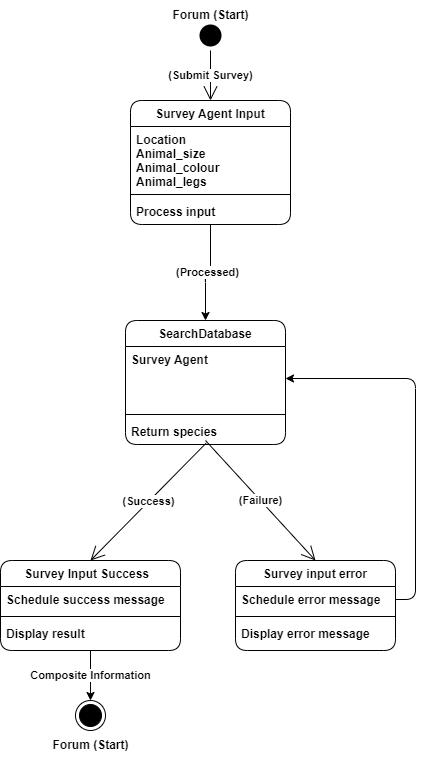 Forum (Start)
(Submit Survey)
Survey Agent Input
Location
Animal_size
Animal_colour
Animal_legs
Process input
(Processed)
SearchDatabase
Survey Agent
Return species
(Success)
(Failure)
Survey Input Success
Schedule success message
Display result
Survey input error
Schedule error message
Display error message
Composite Information
Forum (Start)